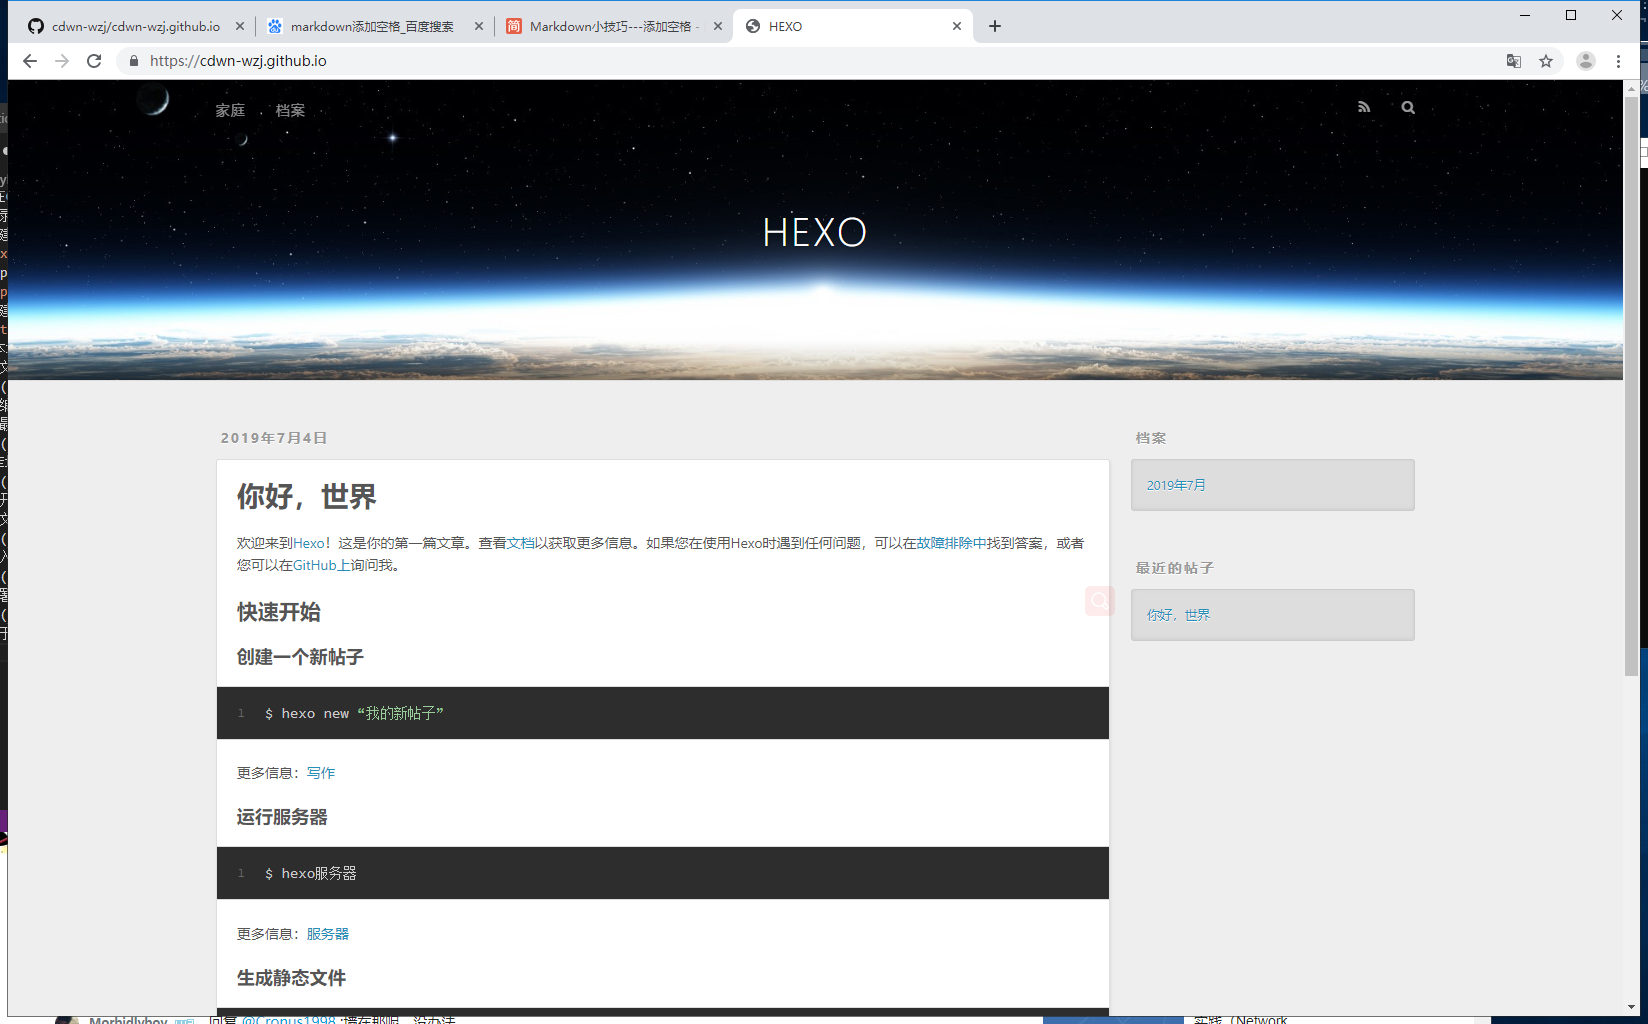 cdwn-wzj/cdwn-wzj.github.io
markdown添加空格_百度搜索
简 Markdown小技巧---添加空格 -
HEXO
https://cdwn-wzj.github.io
家庭 档案
HEXO
2019年7月4日
你好，世界
欢迎来到Hexo！这是你的第一篇文章。查看文档以获取更多信息。如果您在使用Hexo时遇到任何问题，可以在故障排除中找到答案，或者
您可以在GitHub上询问我。
快速开始
创建一个新帖子
1 $ hexo new “我的新帖子”
更多信息：写作
运行服务器
1 $ hexo服务器
更多信息：服务器
生成静态文件
档案
2019年7月
最近的帖子
你好，世界
回复 @Cronus1998
实践（Network